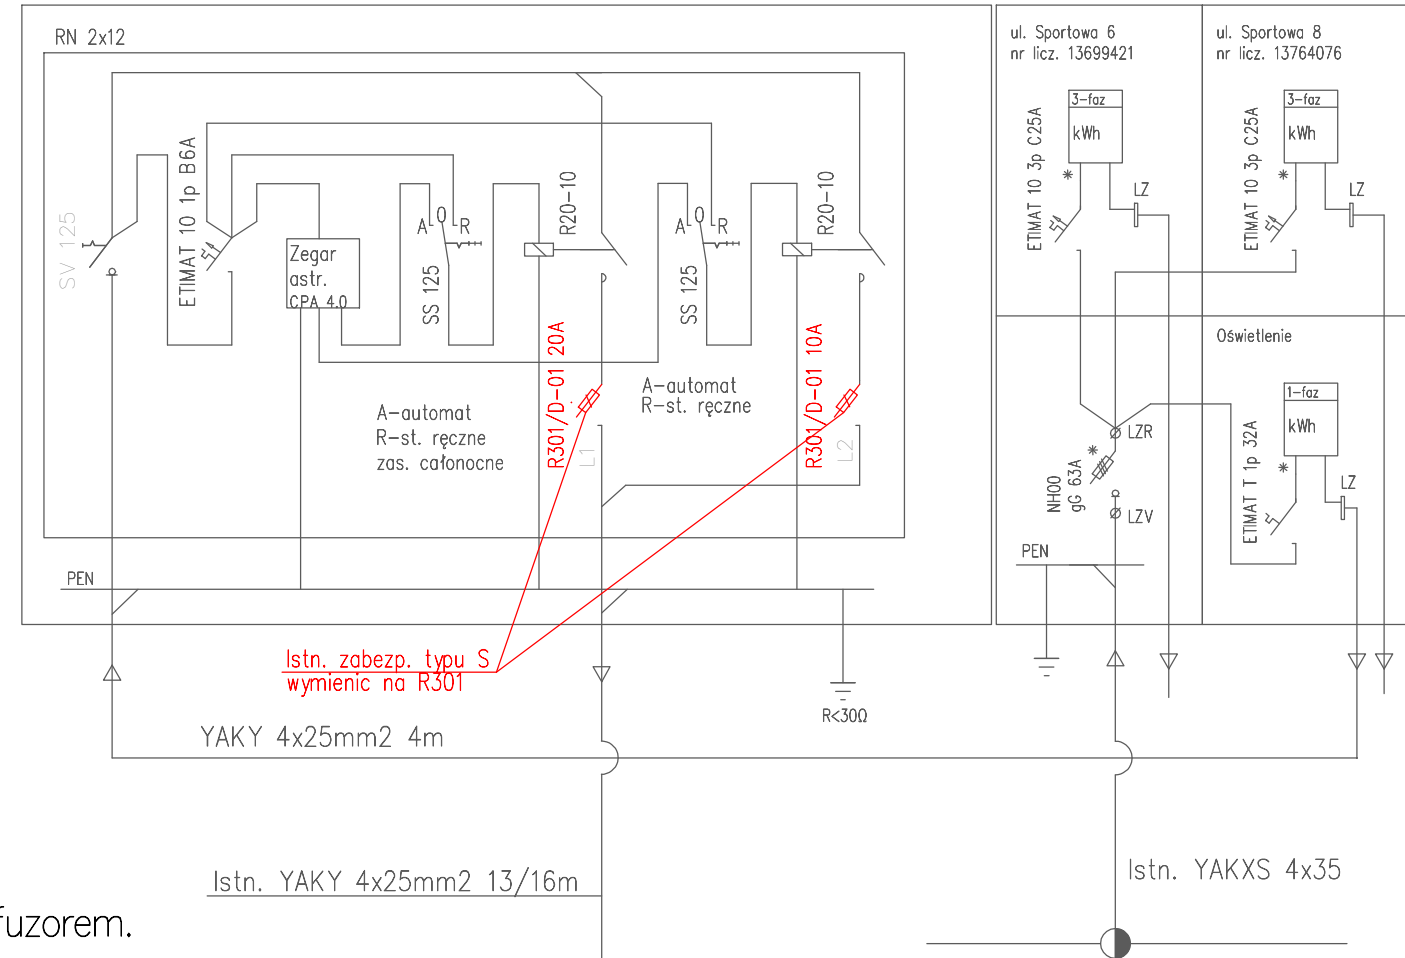 RN 2x12
SV 125
ETIMAT 10 1p B6A
Zegar
astr.
CPA 4.0
A
0
R
SS 125
R20-10
A
0
R
SS 125
R20-10
R301/D-01 20A
L1
R301/D-01 10A
L2
A-automat
R-st. ręczne
zas. całonocne
A-automat
R-st. ręczne
PEN
Istn. zabezp. typu S
wymienic na R301
R<30Ω
YAKY 4x25mm2 4m
Istn. YAKY 4x25mm2 13/16m
fuzorem.
ul. Sportowa 6
nr licz. 13699421
3-faz
kWh
ETIMAT 10 3p C25A
*
LZ
ul. Sportowa 8
nr licz. 13764076
3-faz
kWh
ETIMAT 10 3p C25A
*
LZ
Oświetlenie
1-faz
kWh
ETIMAT T 1p 32A
*
LZ
LZR
*
NH00
gG 63A
LZV
PEN
Istn. YAKXS 4x35